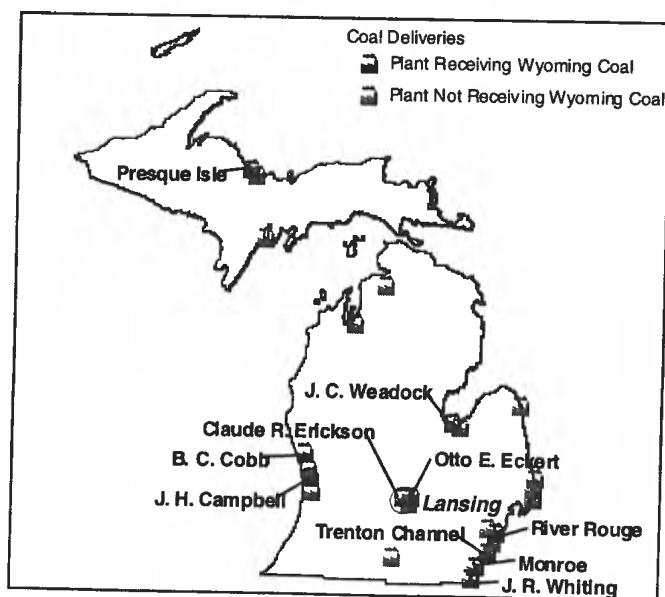 Coal Deliveries
Plant Receiving Wyoming Coal
Plant Not Receiving Wyoming Coal
Presque Isle
J. C. Weadock
Claude R. Erickson
B. C. Cobb
Otto E. Eckert
J. H. Campbell
Lansing
Trenton Channel
River Rouge
Monroe
J. R. Whiting